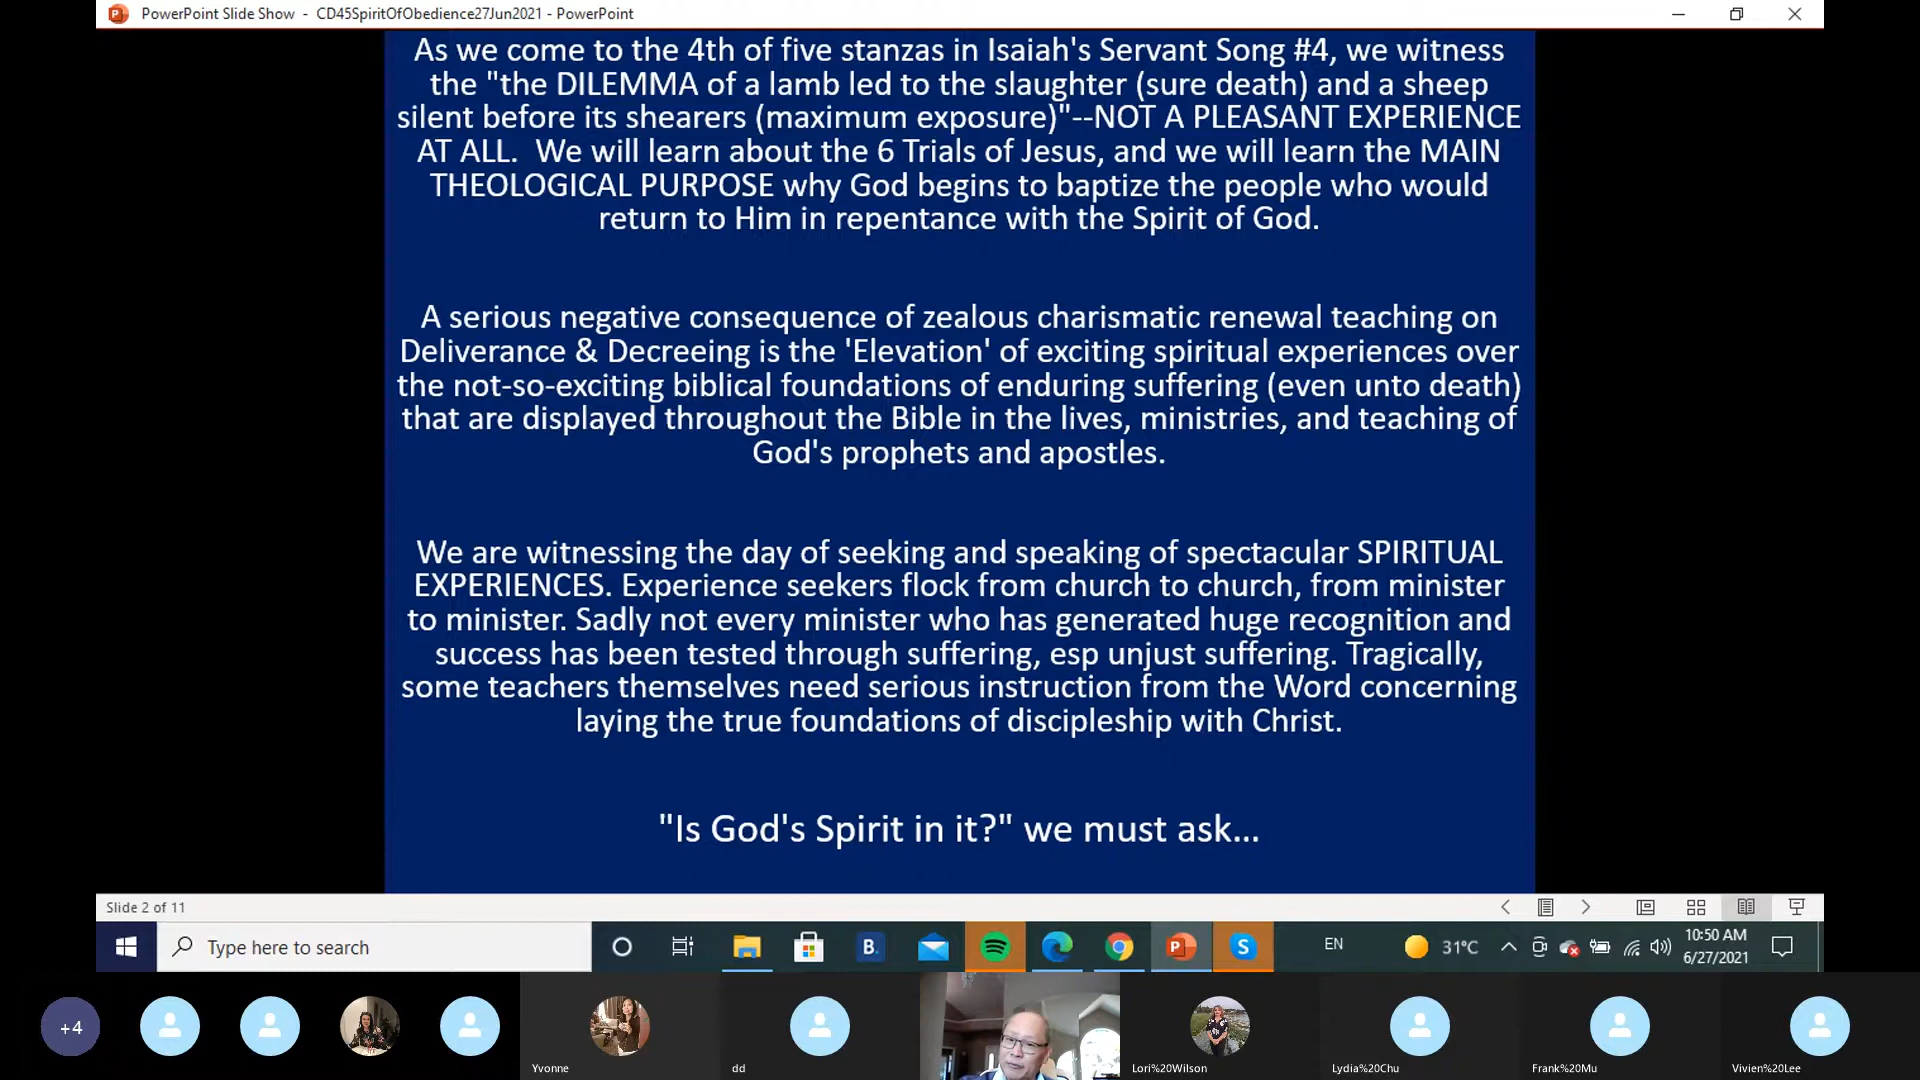 PowerPoint Slide Show - CD45SpiritOfObedience27Jun2021 - PowerPoint
As we come to the 4th of five stanzas in Isaiah's Servant Song #4, we witness
the "the DILEMMA of a lamb led to the slaughter (sure death) and a sheep
silent before its shearers (maximum exposure)"--NOT A PLEASANT EXPERIENCE
AT ALL.  We will learn about the 6 Trials of Jesus, and we will learn the MAIN
THEOLOGICAL PURPOSE why God begins to baptize the people who would
return to Him in repentance with the Spirit of God.
A serious negative consequence of zealous charismatic renewal teaching on
Deliverance & Decreeing is the 'Elevation' of exciting spiritual experiences over
the not-so-exciting biblical foundations of enduring suffering (even unto death)
that are displayed throughout the Bible in the lives, ministries, and teaching of
God's prophets and apostles.
We are witnessing the day of seeking and speaking of spectacular SPIRITUAL
EXPERIENCES. Experience seekers flock from church to church, from minister
to minister. Sadly not every minister who has generated huge recognition and
success has been tested through suffering, esp unjust suffering. Tragically,
some teachers themselves need serious instruction from the Word concerning
laying the true foundations of discipleship with Christ.
"Is God's Spirit in it?" we must ask...
Slide 2 of 11
Type here to search
B.
EN
31°C
10:50 AM
6/27/2021
+4
Yvonne
dd
Lori%20Wilson
Lydia%20Chu
Frank%20Mu
Vivien%20Lee